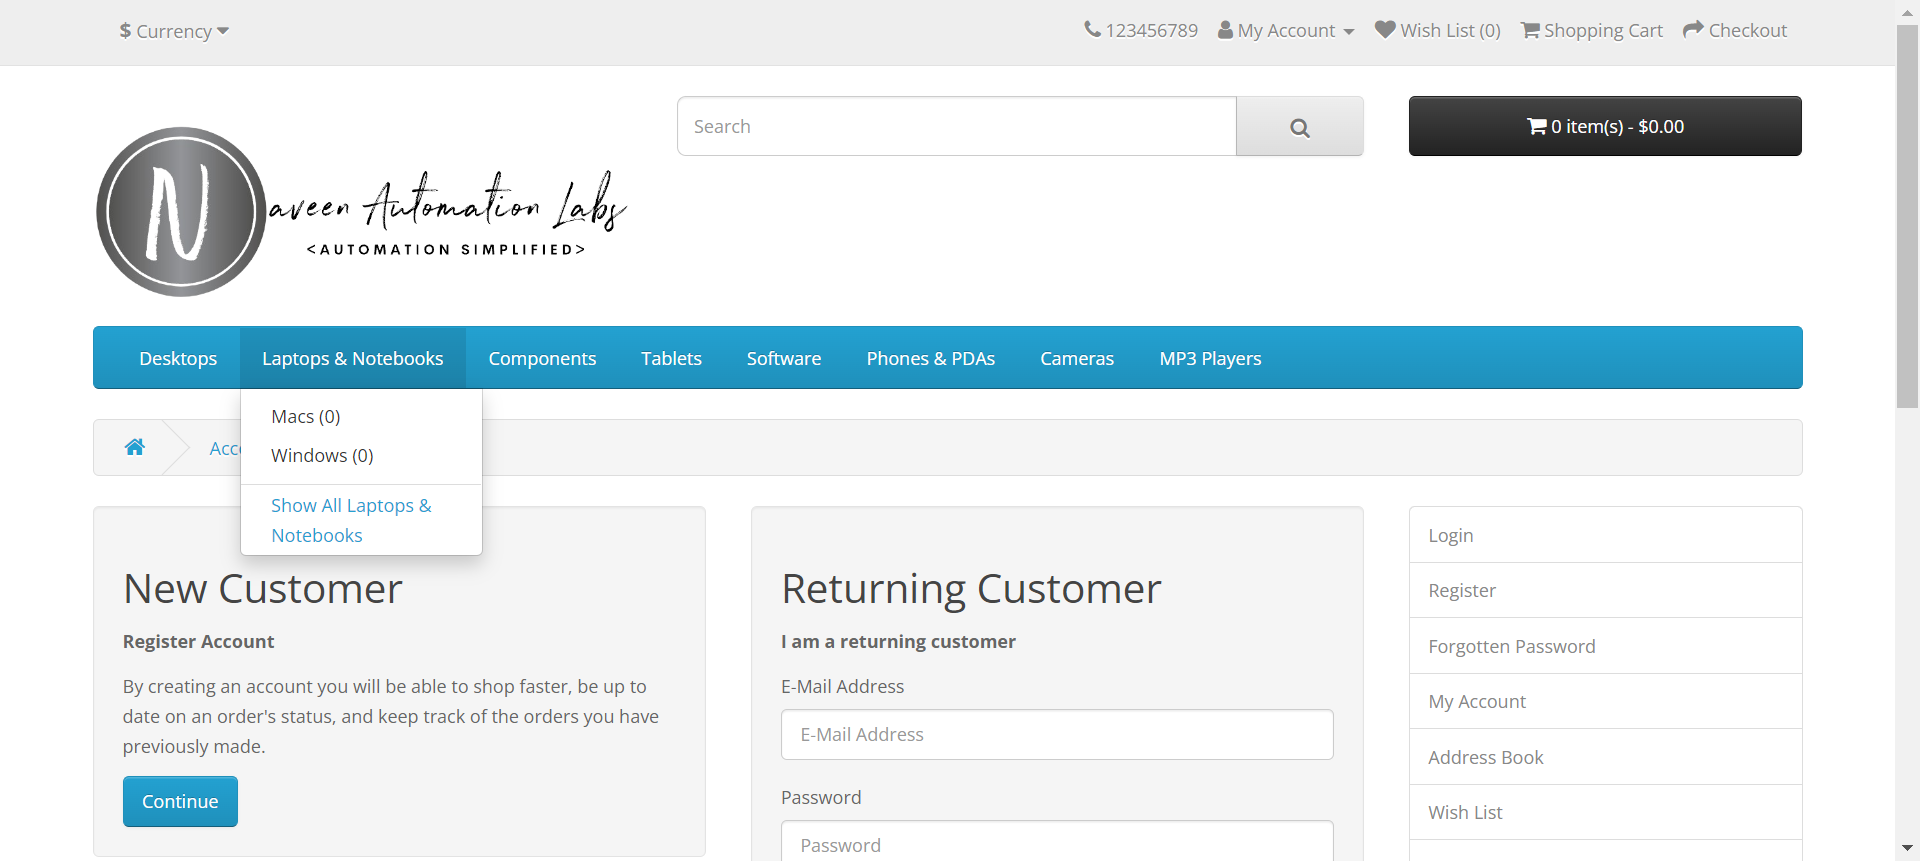 $ Currency
123456789 My Account Wish List (0) Shopping Cart Checkout
Search
0 item(s) - $0.00
N aveen Automation Labs
<AUTOMATION SIMPLIFIED>
Desktops Laptops & Notebooks Components Tablets Software Phones & PDAs Cameras MP3 Players
Macs (0)
Windows (0)
Show All Laptops &
Notebooks
Acc
New Customer
Register Account
By creating an account you will be able to shop faster, be up to
date on an order's status, and keep track of the orders you have
previously made.
Continue
Returning Customer
I am a returning customer
E-Mail Address
E-Mail Address
Password
Password
Login
Register
Forgotten Password
My Account
Address Book
Wish List